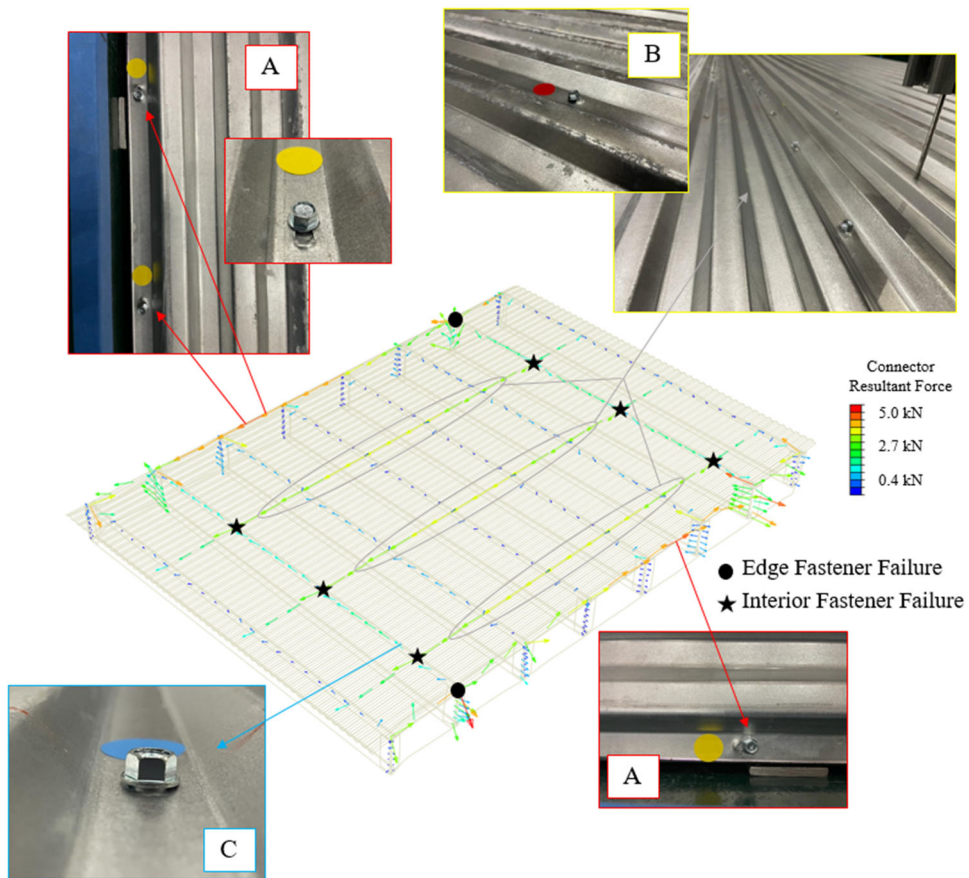 A
B
Connector
Resultant Force
5.0 kN
2.7 kN
0.4 kN
Edge Fastener Failure
Interior Fastener Failure
A
C